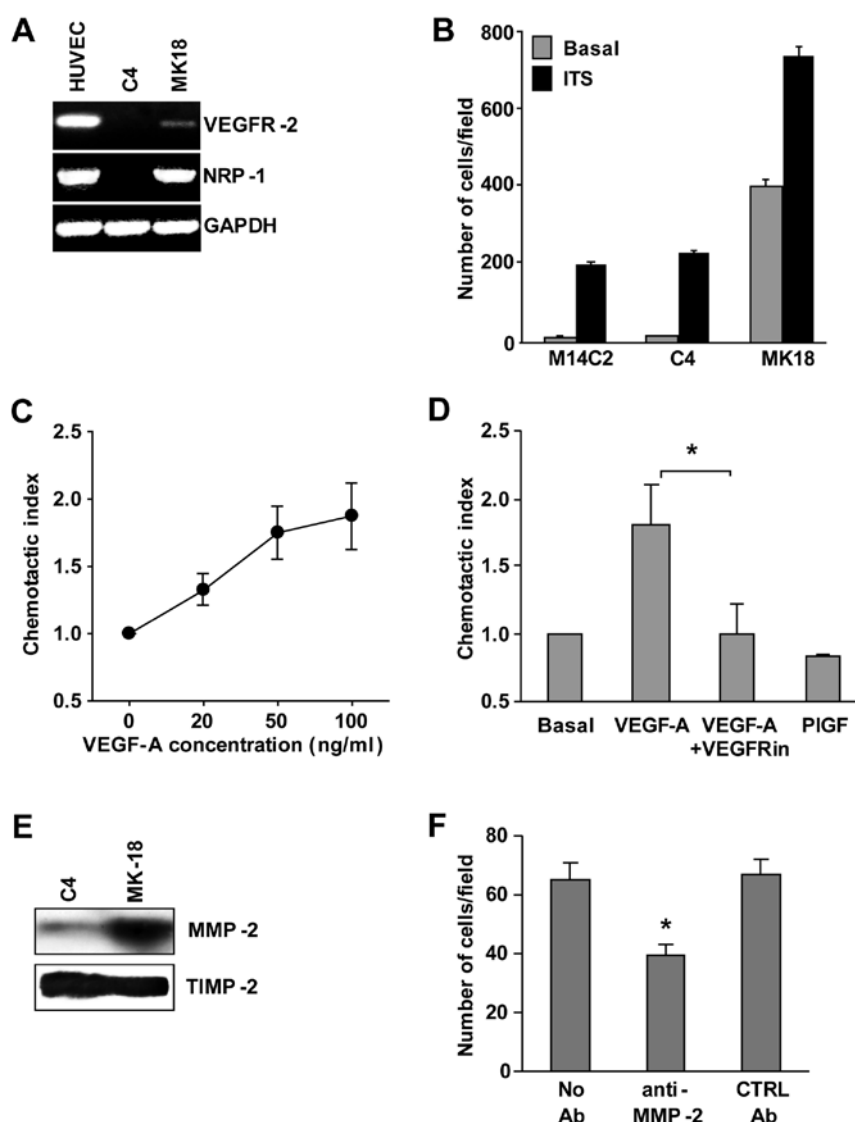 A
HUVEC
C4
MK18
VEGFR-2
NRP-1
GAPDH
B
Number of cells/field
800
600
400
200
0
Basal
ITS
M14C2 C4 MK18
C
Chemotactic index
2.5
2.0
1.5
1.0
0.5
0 20 50 100
VEGF-A concentration (ng/ml)
D
Chemotactic index
2.5
2.0
1.5
1.0
0.5
*
Basal VEGF-A VEGF-A PlGF
+VEGFRin
E
C4
MK-18
MMP-2
TIMP-2
F
Number of cells/field
80
60
40
20
0
*
No anti- CTRL
Ab MMP-2 Ab